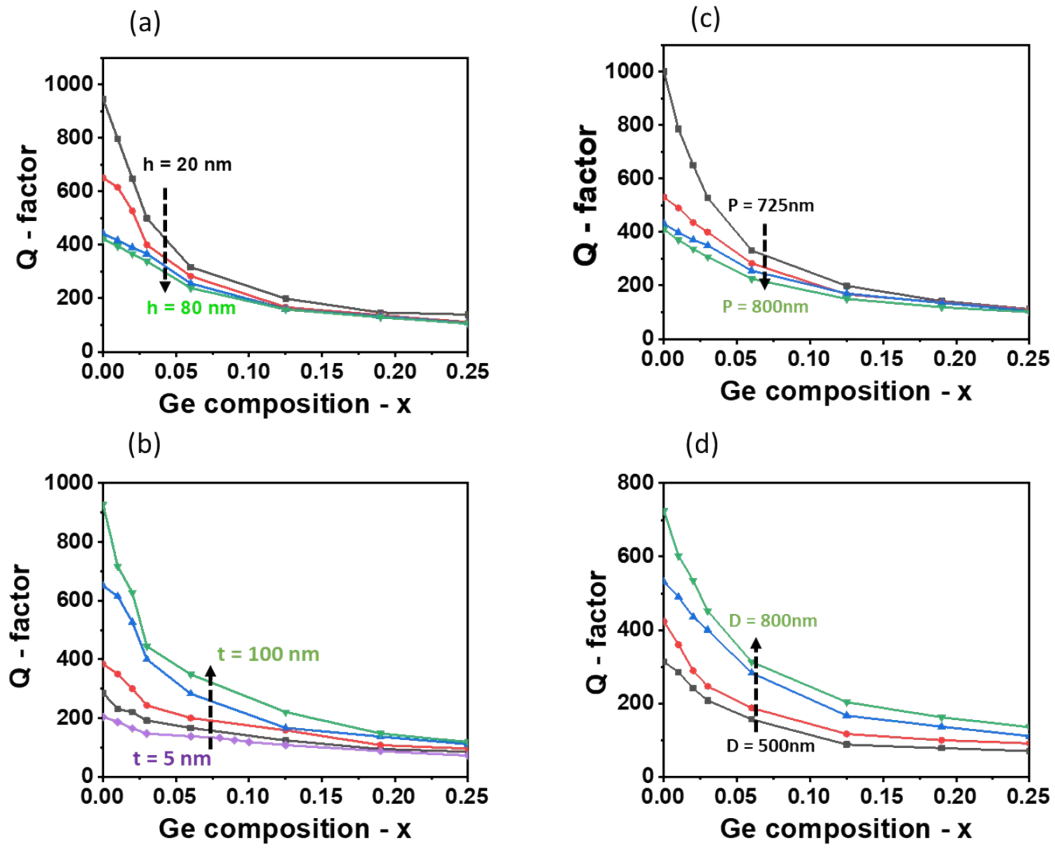 (a)
1000
800
600
400
200
0
Q - factor
h = 20 nm
h = 80 nm
0.00 0.05 0.10 0.15 0.20 0.25
Ge composition - x
(c)
1000
800
600
400
200
0
Q - factor
P = 725nm
P = 800nm
0.00 0.05 0.10 0.15 0.20 0.25
Ge composition - x
(b)
1000
800
600
400
200
0
Q - factor
t = 100 nm
t = 5 nm
0.00 0.05 0.10 0.15 0.20 0.25
Ge composition - x
(d)
800
600
400
200
0
Q - factor
D = 800nm
D = 500nm
0.00 0.05 0.10 0.15 0.20 0.25
Ge composition - x